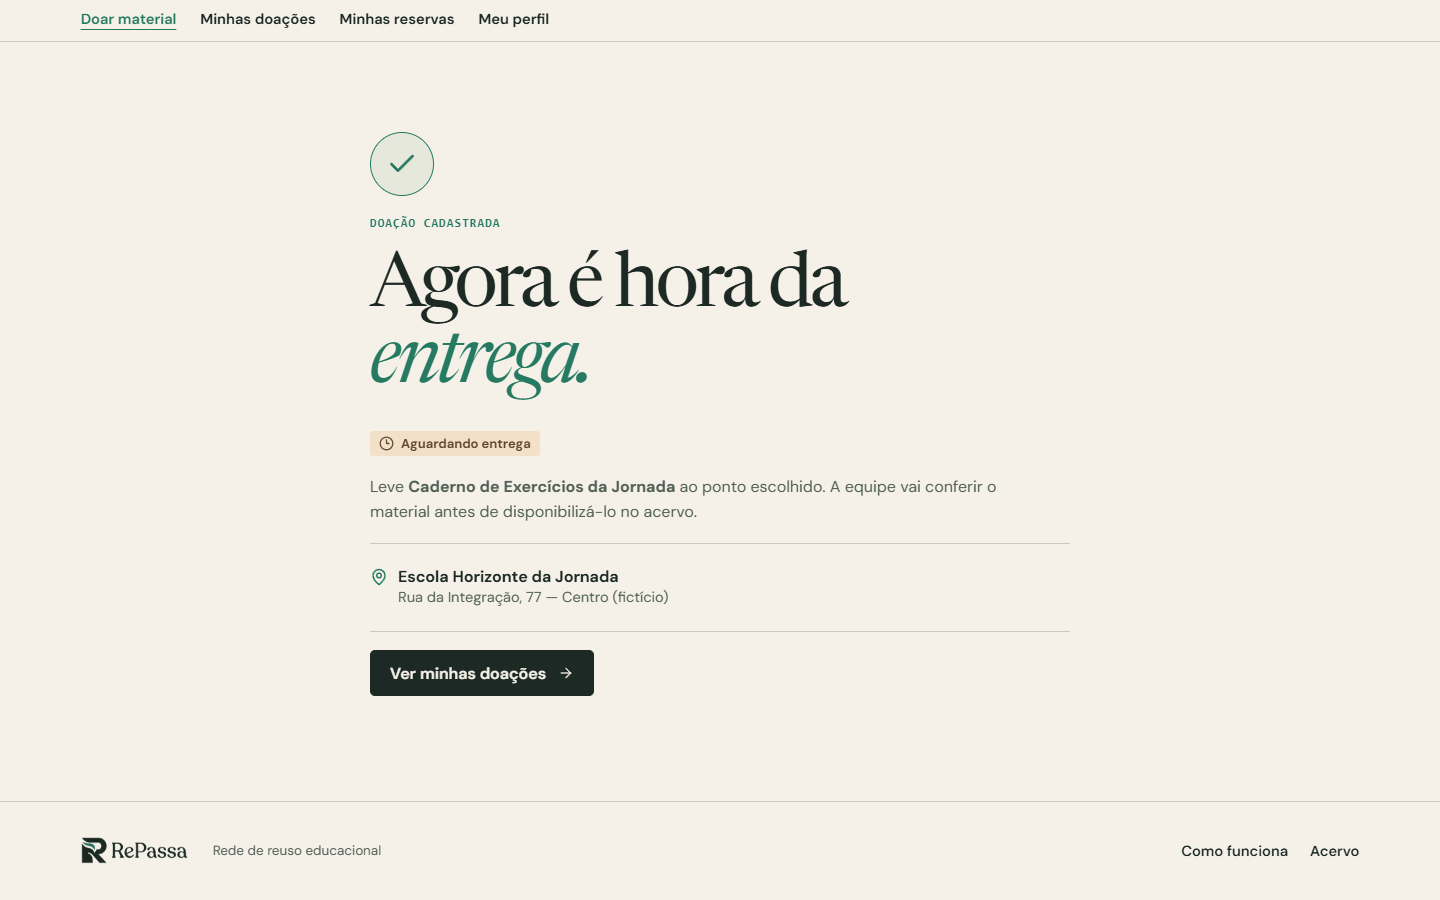 Doar material Minhas doações Minhas reservas Meu perfil
DOAÇÃO CADASTRADA
Agora é hora da
entrega.
Aguardando entrega
Leve Caderno de Exercícios da Jornada ao ponto escolhido. A equipe vai conferir o
material antes de disponibilizá-lo no acervo.
Escola Horizonte da Jornada
Rua da Integração, 77 — Centro (fictício)
Ver minhas doações
RePassa Rede de reuso educacional Como funciona Acervo